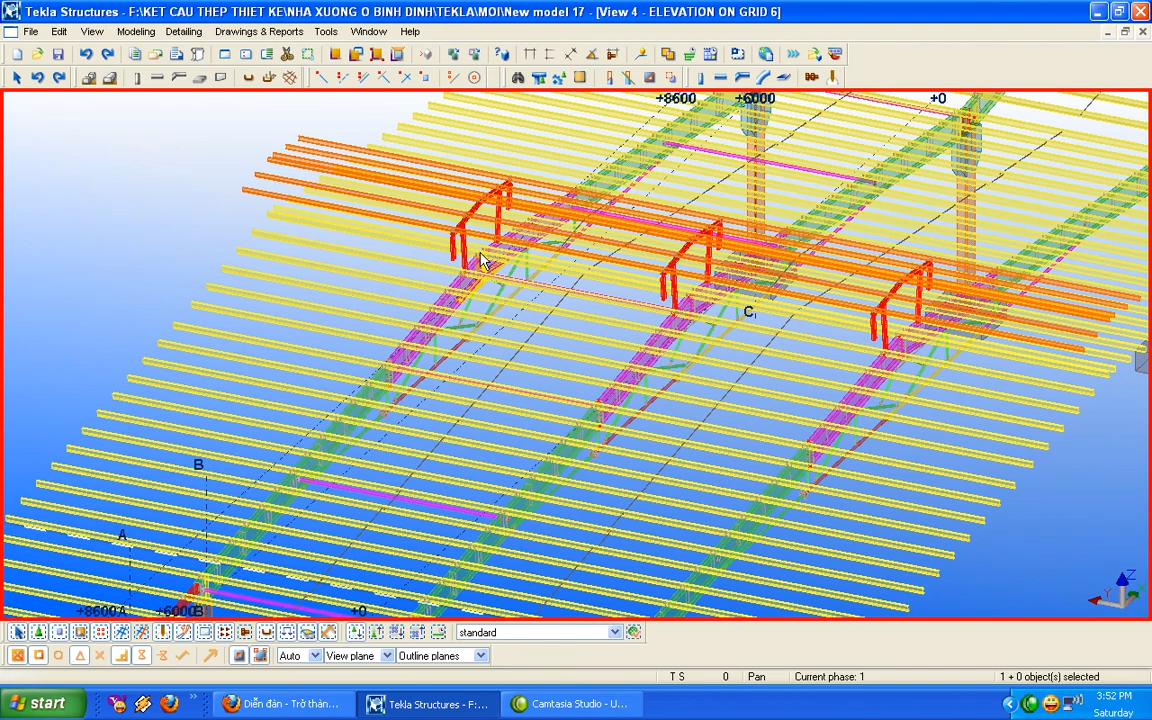 Tekla Structures - F:\KET CAU THEP THIET KE\NHA XUONG O BINH DINH\TEKLA\MOI\New model 17 - [View 4 - ELEVATION ON GRID 6]
File Edit View Modeling Detailing Drawings & Reports Tools Window Help
+8600 +6000 +0
C
B
A
+8600A +6000B +0
Z
Y
standard
Auto View plane Outline planes
T S 0 Pan Current phase: 1 1 + 0 object(s) selected
start Diễn đàn - Trở thàn... Tekla Structures - F:... Camtasia Studio - U... 3:52 PM
Saturday